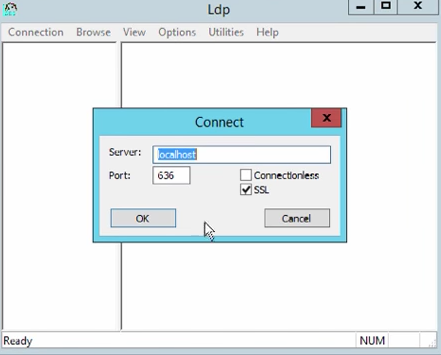 Ldp
Connection Browse View Options Utilities Help
Connect
Server: localhost
Port: 636 Connectionless
SSL
OK Cancel
Ready NUM